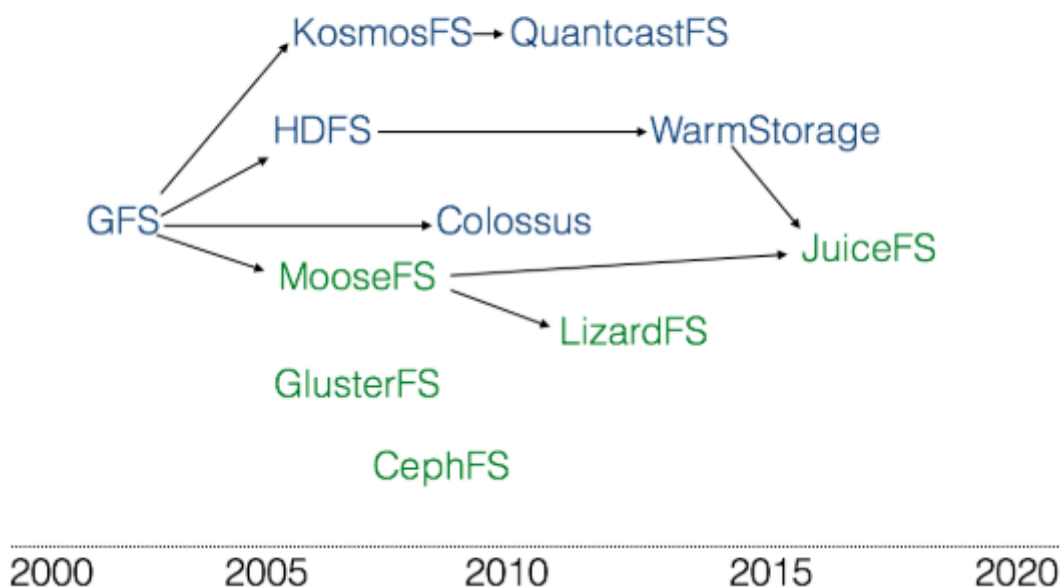 KosmosFS QuantcastFS
HDFS WarmStorage
GFS Colossus
JuiceFS
MooseFS
LizardFS
GlusterFS
CephFS
2000 2005 2010 2015 2020